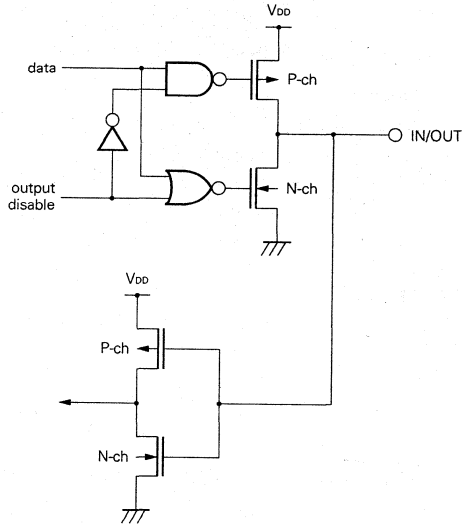 VDD
data
P-ch
IN/OUT
output
disable
N-ch
VDD
P-ch
N-ch